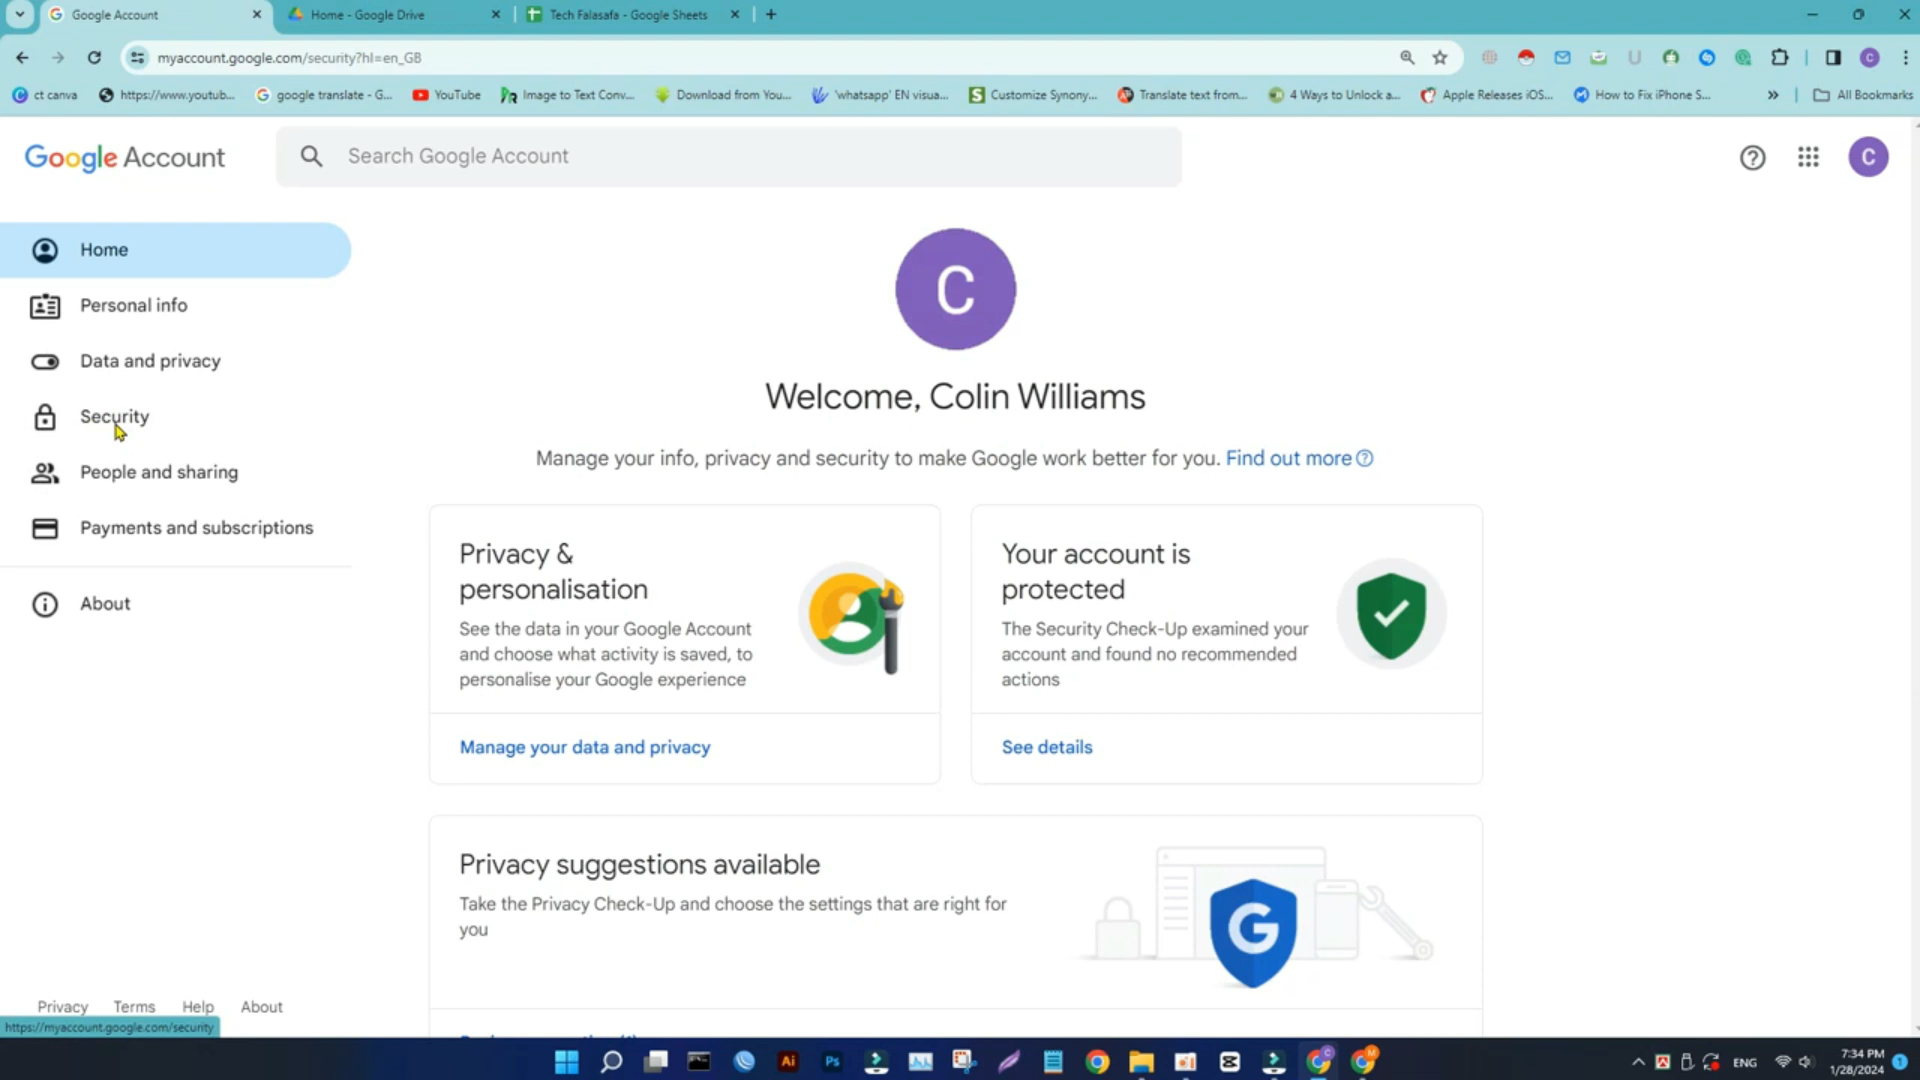 Google Account
Home - Google Drive
Tech Falasafa - Google Sheets
myaccount.google.com/security?hl=en_GB
C
ct canva
https://www.youtub...
google translate - G...
YouTube
Image to Text Conv...
Download from You...
'whatsapp' EN visua...
Customize Synony...
Translate text from...
4 Ways to Unlock a...
Apple Releases iOS...
How to Fix iPhone S...
All Bookmarks
Google Account
Search Google Account
C
Home
Personal info
Data and privacy
Security
People and sharing
Payments and subscriptions
About
C
Welcome, Colin Williams
Manage your info, privacy and security to make Google work better for you. Find out more
Privacy &
personalisation
See the data in your Google Account
and choose what activity is saved, to
personalise your Google experience
Manage your data and privacy
Your account is
protected
The Security Check-Up examined your
account and found no recommended
actions
See details
Privacy suggestions available
Take the Privacy Check-Up and choose the settings that are right for
you
G
Privacy Terms Help About
https://myaccount.google.com/security
Ai
Ps
ENG
7:34 PM
1/28/2024